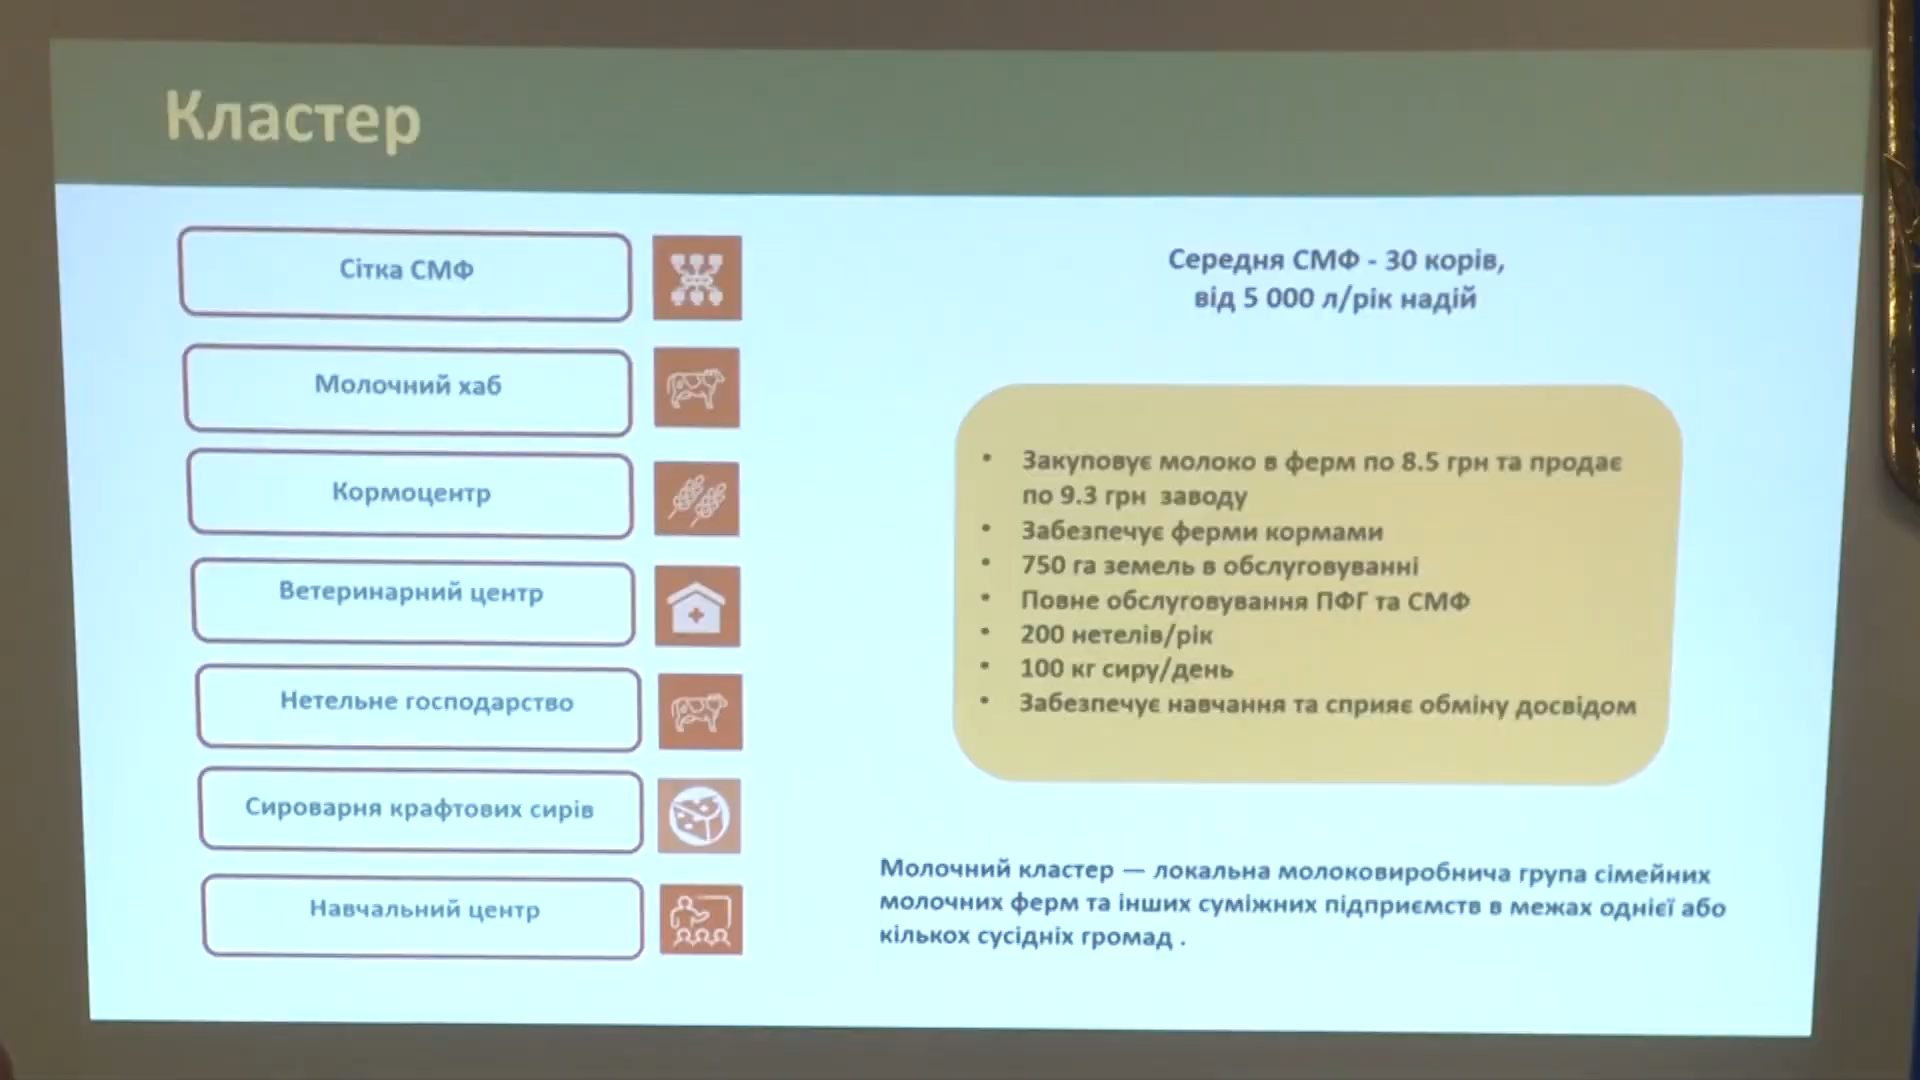 Кластер
Сітка СМФ
Молочний хаб
Кормоцентр
Ветеринарний центр
Нетельне господарство
Сироварня крафтових сирів
Навчальний центр
Середня СМФ - 30 корів,
від 5 000 л/рік надій
• Закуповує молоко в ферм по 8.5 грн та продає
по 9.3 грн заводу
• Забезпечує ферми кормами
• 750 га земель в обслуговуванні
• Повне обслуговування ПФГ та СМФ
• 200 нетелів/рік
• 100 кг сиру/день
• Забезпечує навчання та сприяє обміну досвідом
Молочний кластер — локальна молоковиробнича група сімейних
молочних ферм та інших суміжних підприємств в межах однієї або
кількох сусідніх громад .